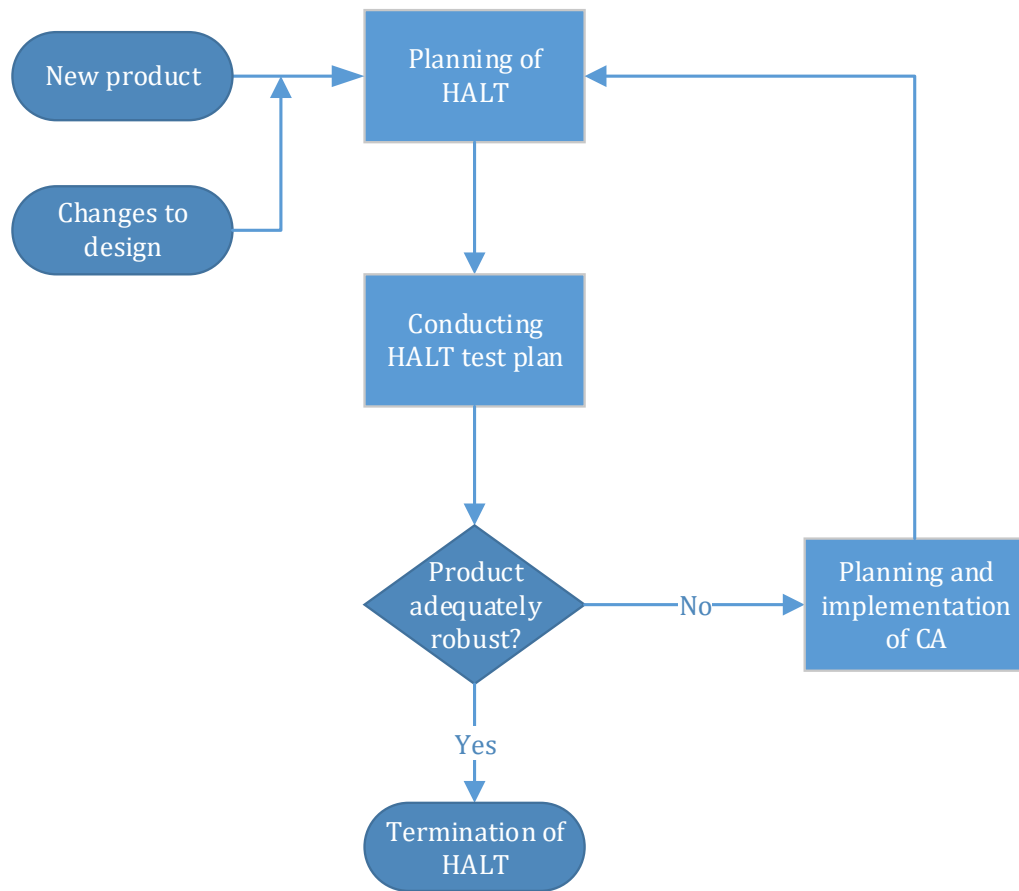 New product
Planning of
HALT
Changes to
design
Conducting
HALT test plan
Product
adequately
robust?
No
Planning and
implementation
of CA
Yes
Termination of
HALT